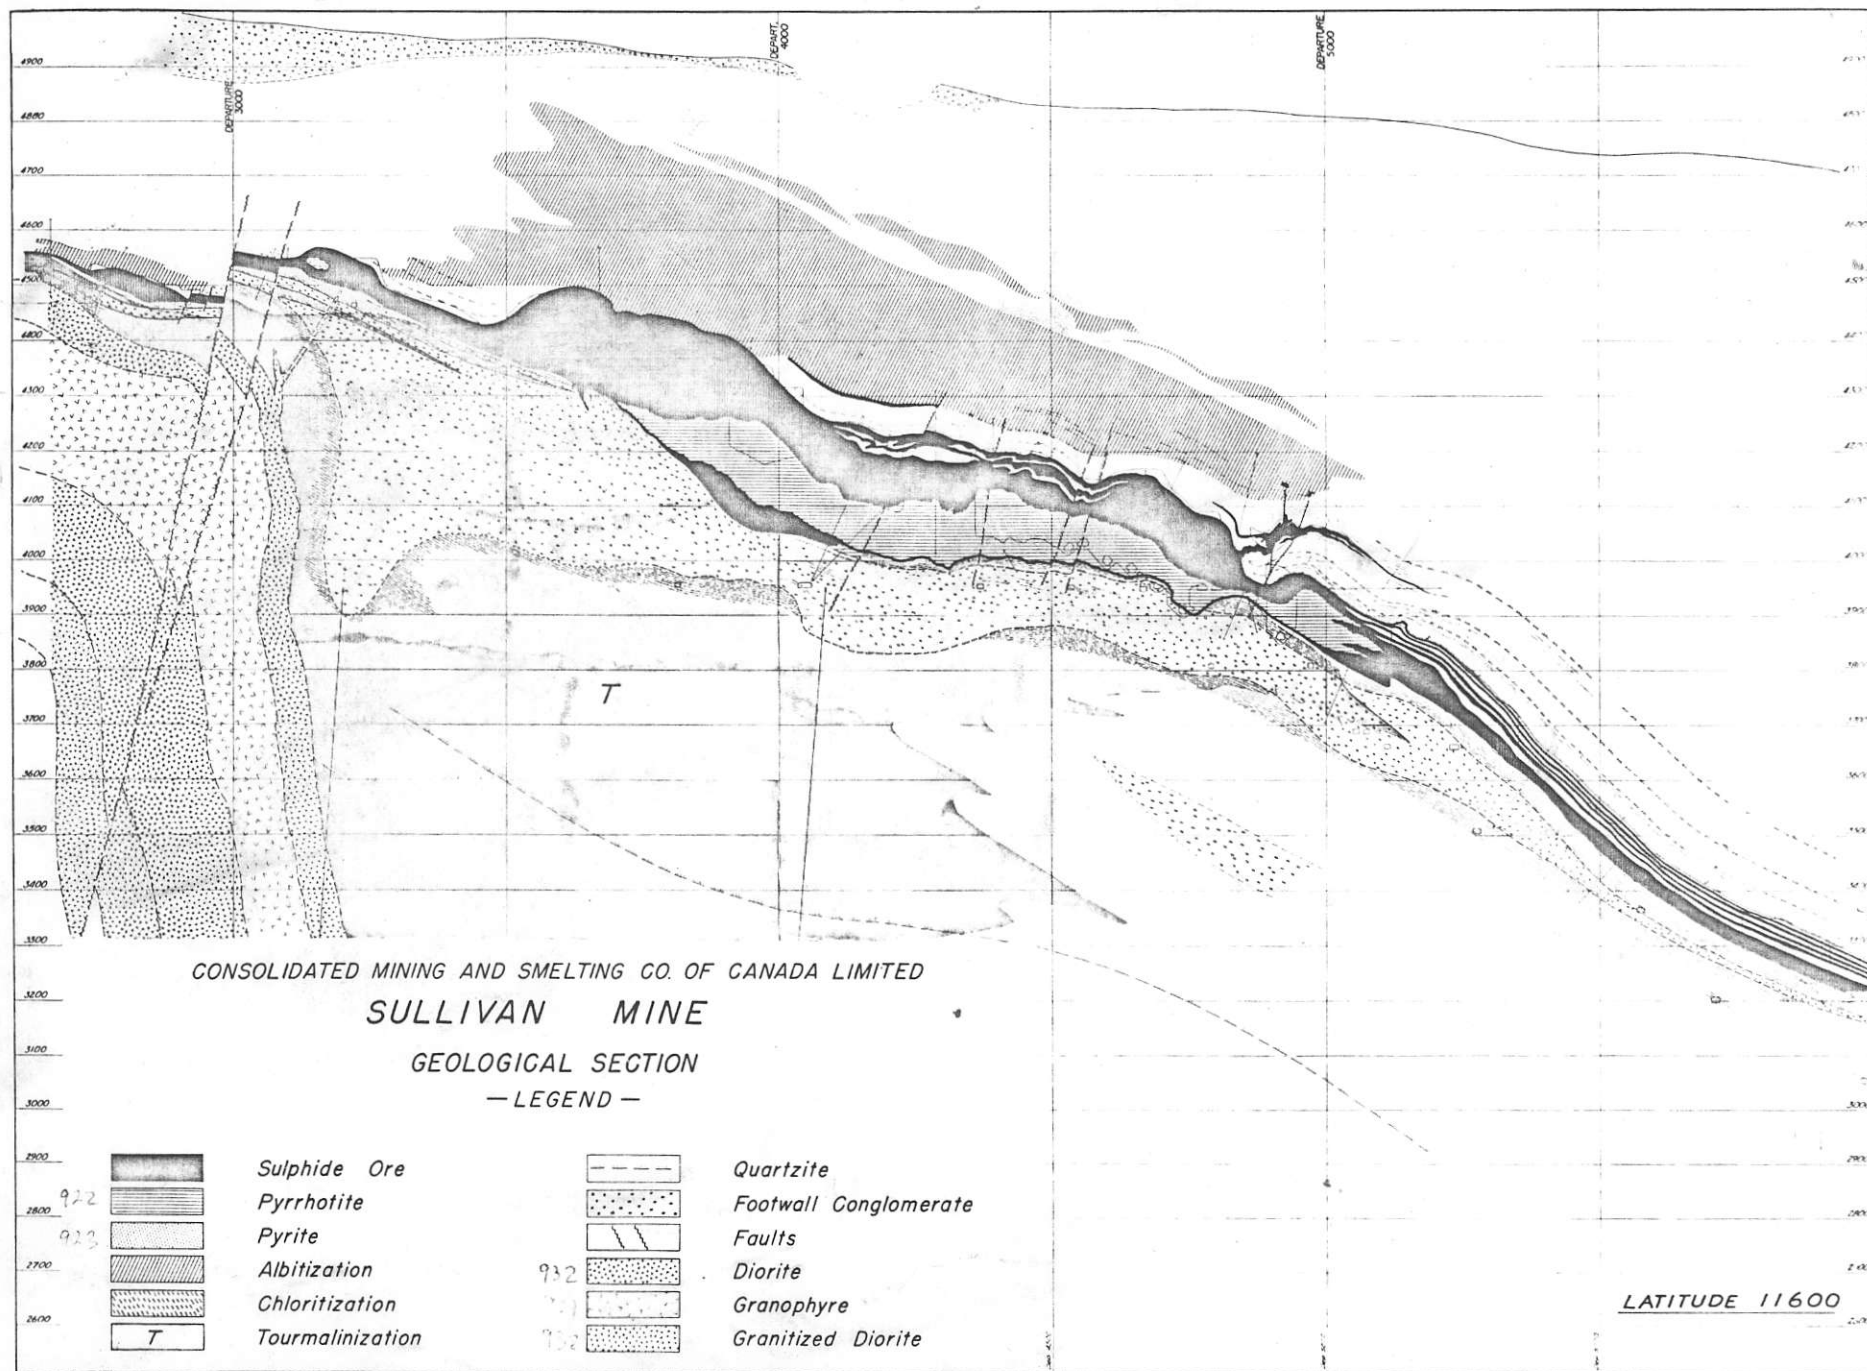 DEPARTURE 3000
DEPART. 4000
DEPARTURE 5000
4900
4800
4700
4600
4500
4400
4300
4200
4100
4000
3900
3800
3700
3600
3500
3400
3300
3200
3100
3000
2900
2800
2700
2600
T
CONSOLIDATED MINING AND SMELTING CO. OF CANADA LIMITED
SULLIVAN MINE
GEOLOGICAL SECTION
— LEGEND —
Sulphide Ore
922 Pyrrhotite
923 Pyrite
Albitization
Chloritization
T Tourmalinization
Quartzite
Footwall Conglomerate
Faults
932 Diorite
Granophyre
Granitized Diorite
LATITUDE 11600